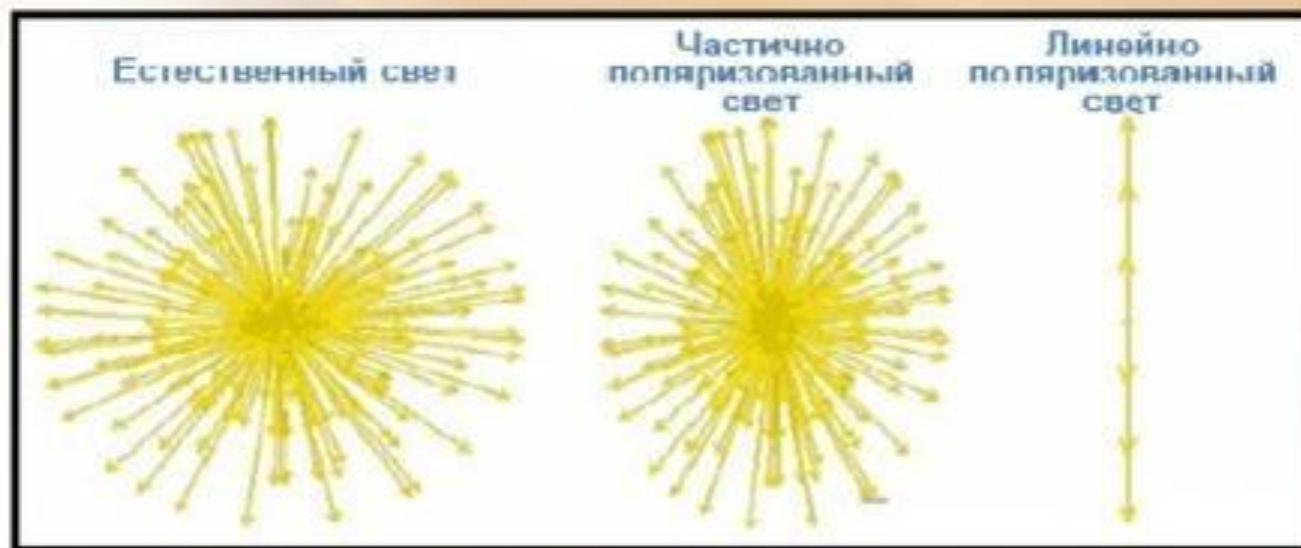 Естественный свет
Частично
поляризованный
свет
Линейно
поляризованный
свет